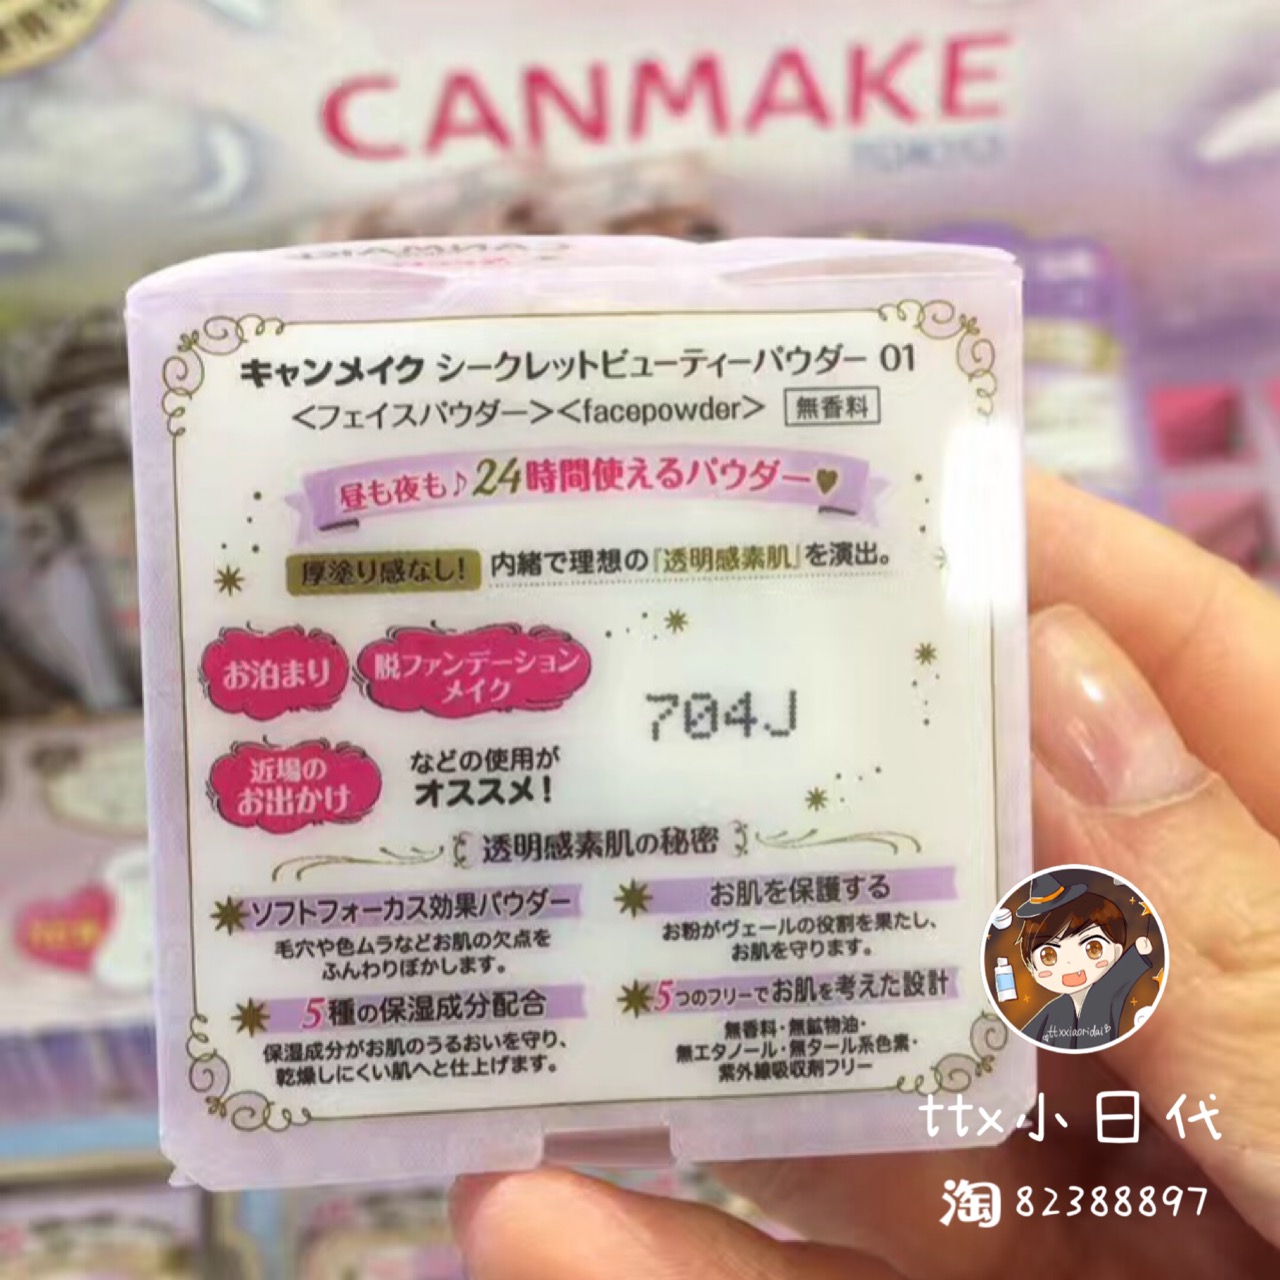 CANMAKE
TOKYO
キャンメイク シークレットビューティーパウダー 01
＜フェイスパウダー＞＜facepowder＞ 無香料
昼も夜も♪24時間使えるパウダー♥
厚塗り感なし! 内緒で理想の『透明感素肌』を演出。
お泊まり
脱ファンデーション
メイク
近場の
お出かけ
などの使用が
オススメ!
704J
透明感素肌の秘密
ソフトフォーカス効果パウダー
毛穴や色ムラなどお肌の欠点を
ふんわりぼかします。
お肌を保護する
お粉がヴェールの役割を果たし、
お肌を守ります。
5種の保湿成分配合
保湿成分がお肌のうるおいを守り、
乾燥しにくい肌へと仕上げます。
5つのフリーでお肌を考えた設計
無香料・無鉱物油・
無エタノール・無タール系色素・
紫外線吸収剤フリー
ttx小日代
淘82388897